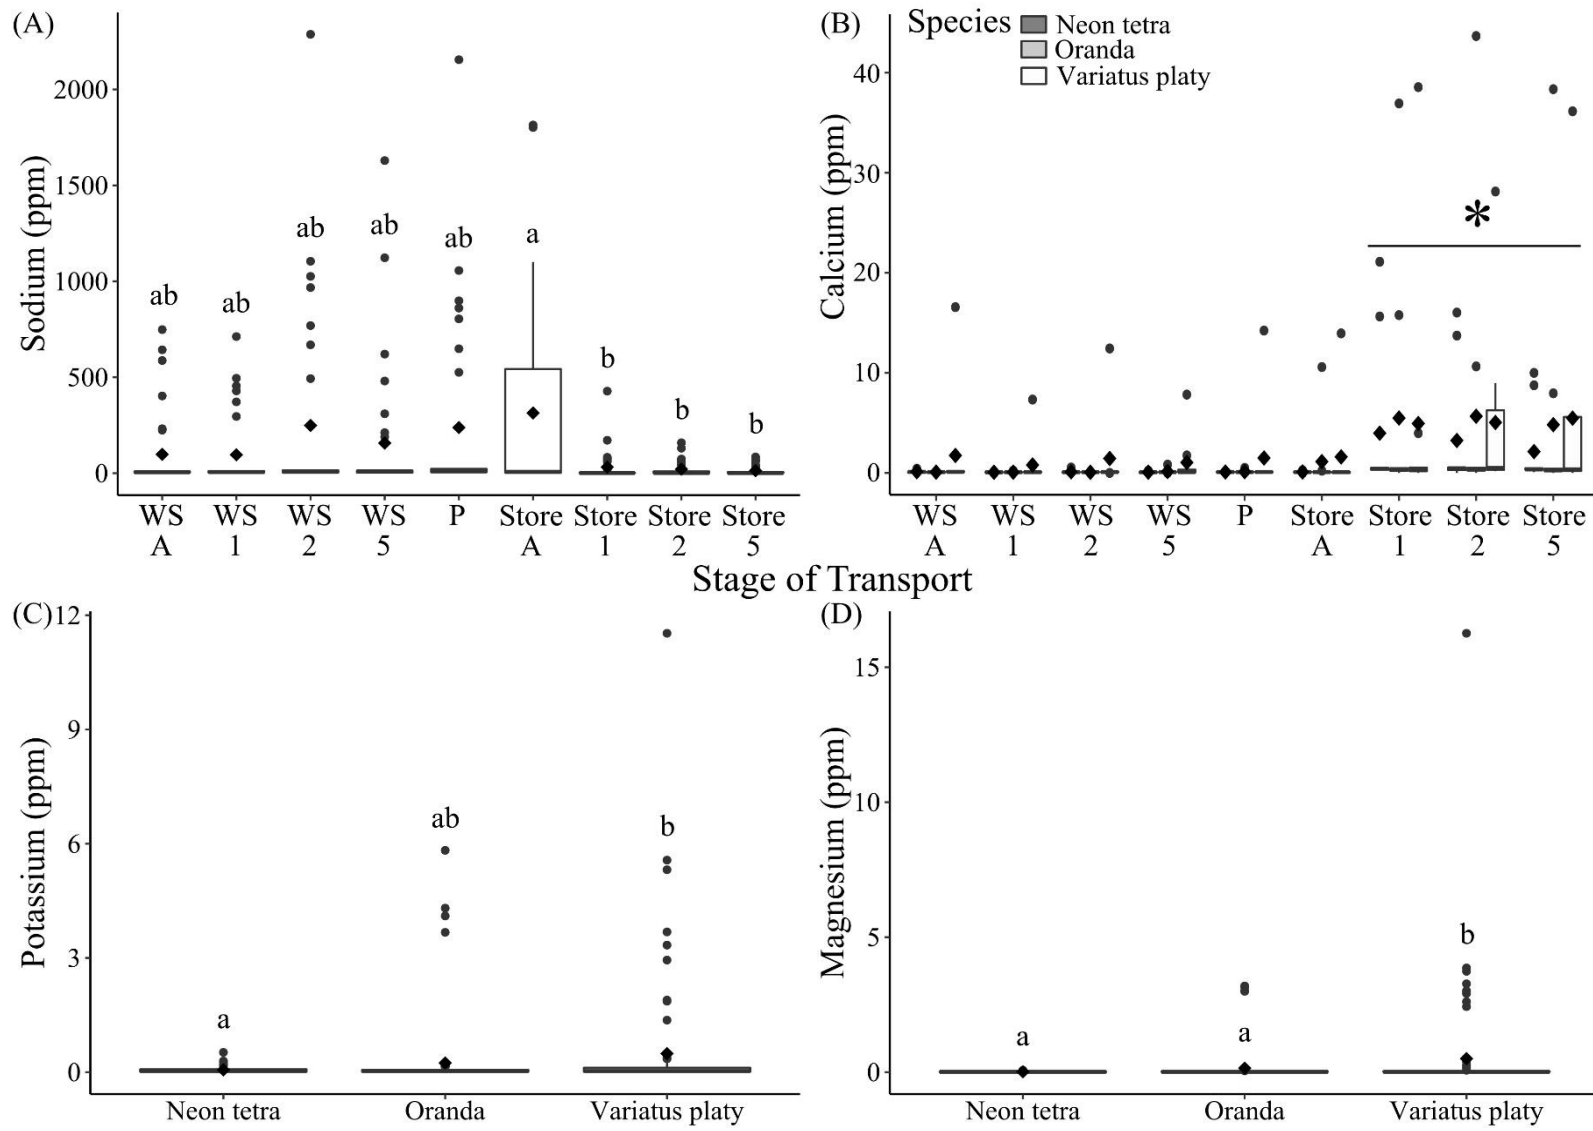 (A)
Sodium (ppm)
2000
1500
1000
500
0
ab
ab
ab
ab
ab
a
b
b
b
WS WS WS WS P Store Store Store Store
A 1 2 5 A 1 2 5
(B)
Species
Neon tetra
Oranda
Variatus platy
Calcium (ppm)
40
30
20
10
0
*
WS WS WS WS P Store Store Store Store
A 1 2 5 A 1 2 5
Stage of Transport
(C)
Potassium (ppm)
12
9
6
3
0
a
ab
b
Neon tetra Oranda Variatus platy
(D)
Magnesium (ppm)
15
10
5
0
a
a
b
Neon tetra Oranda Variatus platy